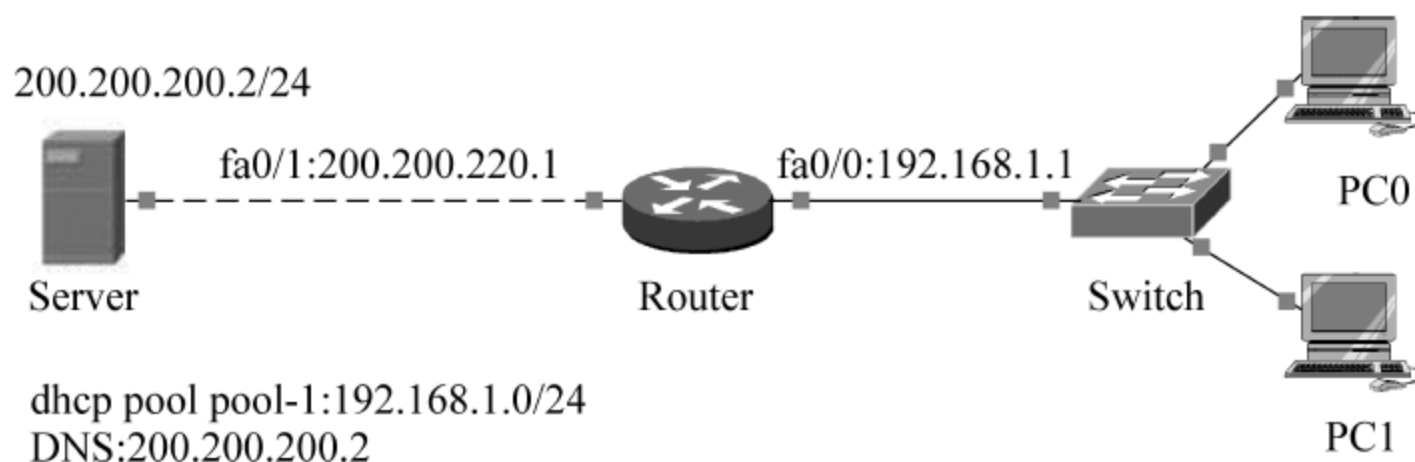 200.200.200.2/24
fa0/1:200.200.220.1
fa0/0:192.168.1.1
PC0
Server
Router
Switch
dhcp pool pool-1:192.168.1.0/24
DNS:200.200.200.2
PC1